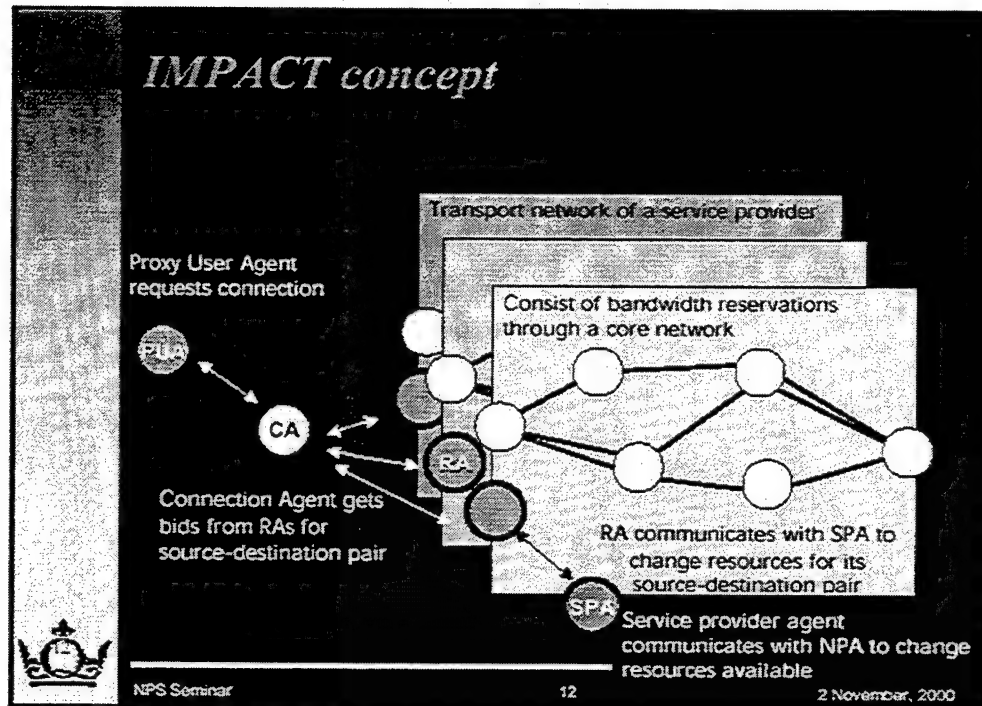 IMPACT concept
Transport network of a service provider
Proxy User Agent
requests connection
Consist of bandwidth reservations
through a core network
PUA
CA
RA
Connection Agent gets
bids from RAs for
source-destination pair
RA communicates with SPA to
change resources for its
source-destination pair
SPA
Service provider agent
communicates with NPA to change
resources available
NPS Seminar
12
2 November, 2000